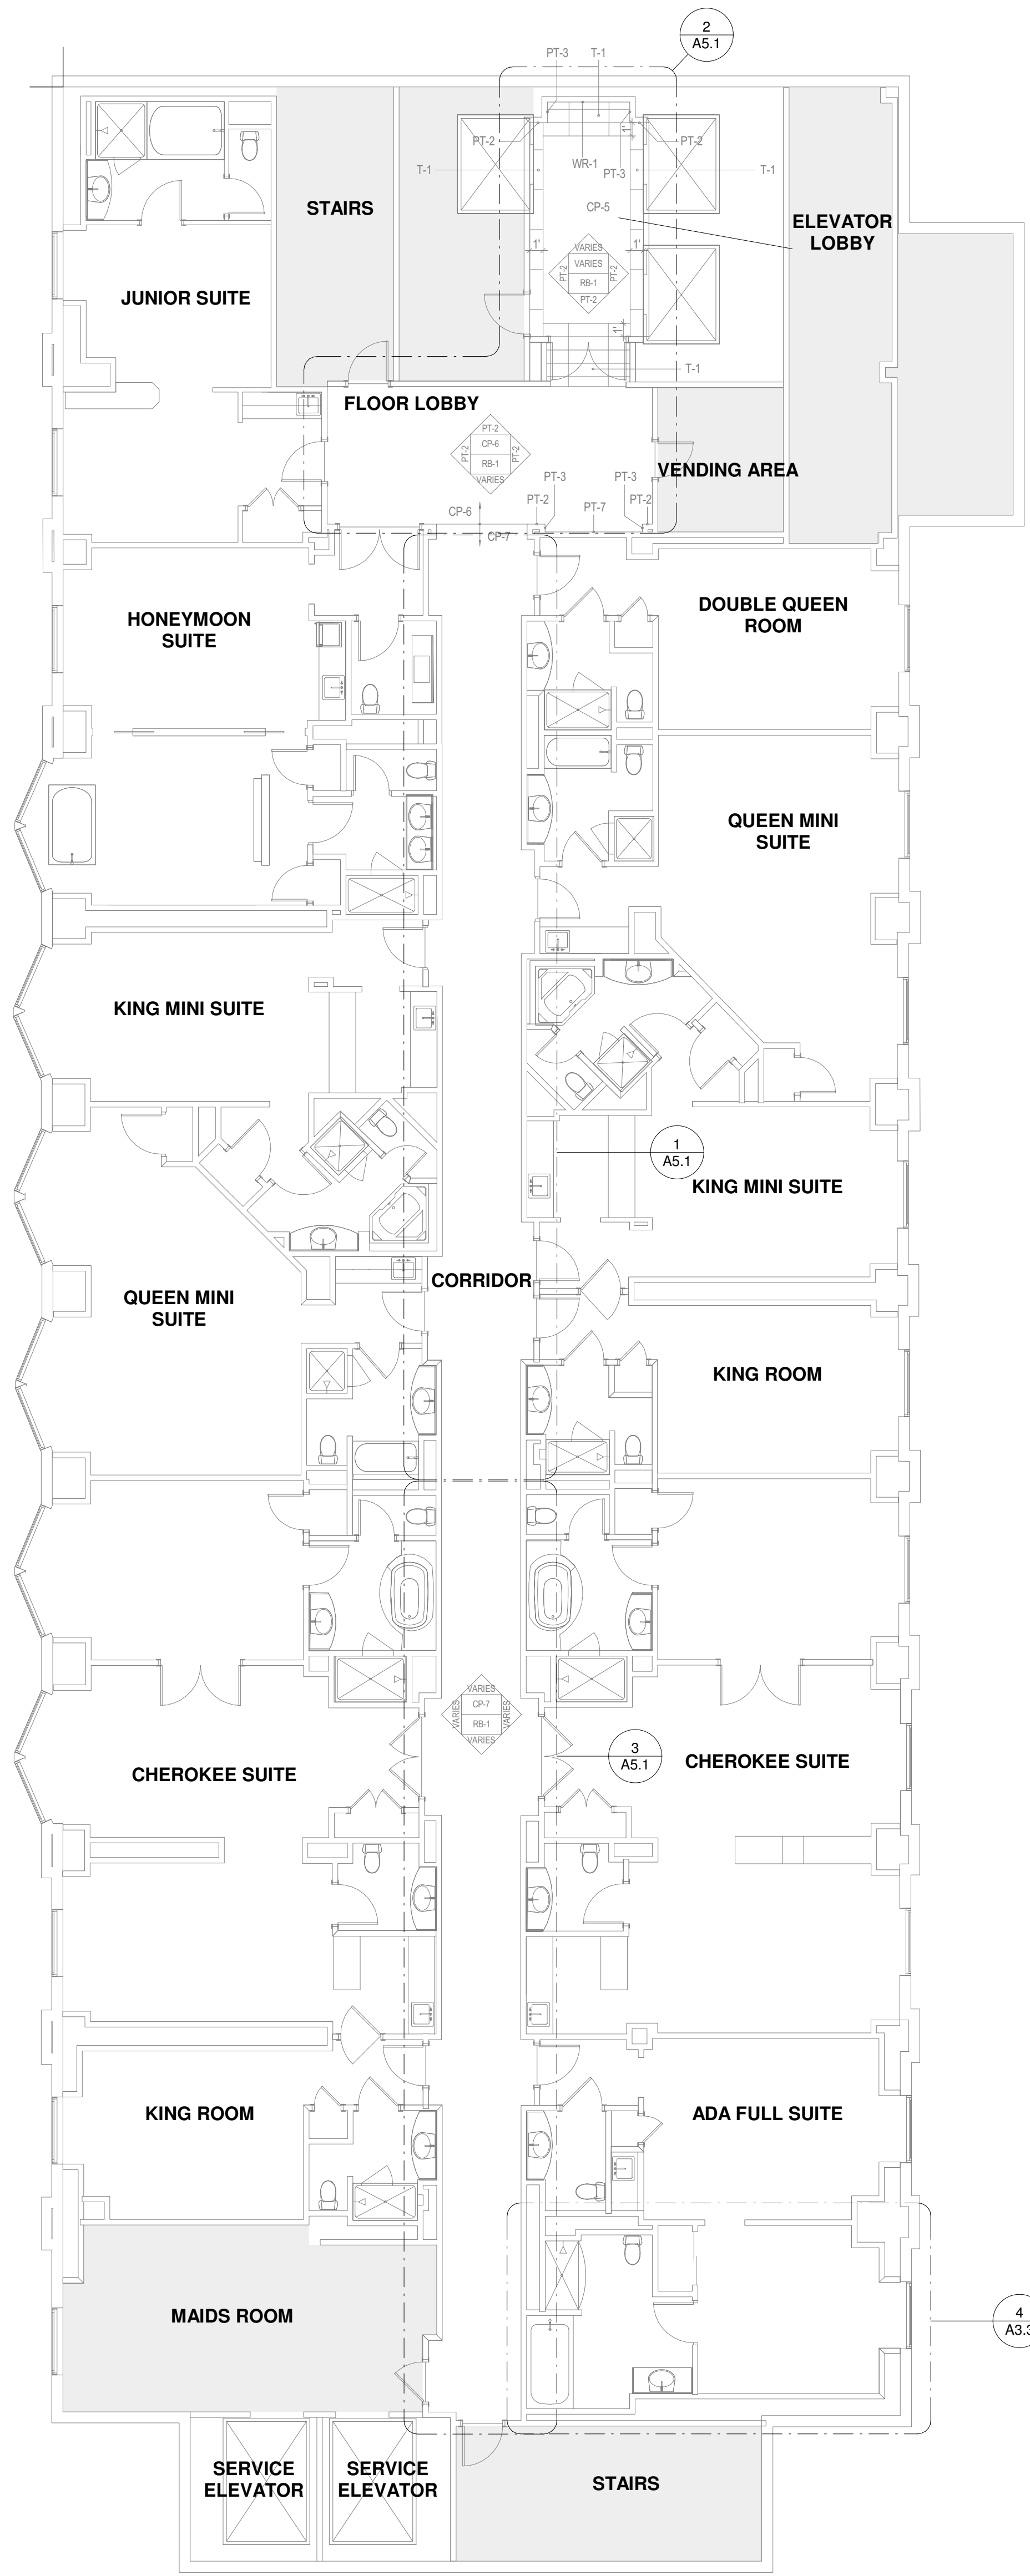 2
A5.1
PT-3
T-1
PT-2
WR-1
1'
PT-3
PT-2
T-1
T-1
STAIRS
CP-5
ELEVATOR
LOBBY
1'
1'
VARIES
VARIES
RB-1
PT-2
PT-2
PT-2
JUNIOR SUITE
1'
T-1
FLOOR LOBBY
PT-2
CP-6
RB-1
VARIES
PT-2
PT-2
VENDING AREA
PT-3
PT-3
PT-2
PT-7
PT-2
CP-6
CP-7
HONEYMOON
SUITE
DOUBLE QUEEN
ROOM
QUEEN MINI
SUITE
KING MINI SUITE
1
A5.1
KING MINI SUITE
CORRIDOR
QUEEN MINI
SUITE
KING ROOM
VARIES
CP-7
RB-1
VARIES
VARIES
VARIES
3
A5.1
CHEROKEE SUITE
CHEROKEE SUITE
KING ROOM
ADA FULL SUITE
MAIDS ROOM
4
A3.3
SERVICE
ELEVATOR
SERVICE
ELEVATOR
STAIRS